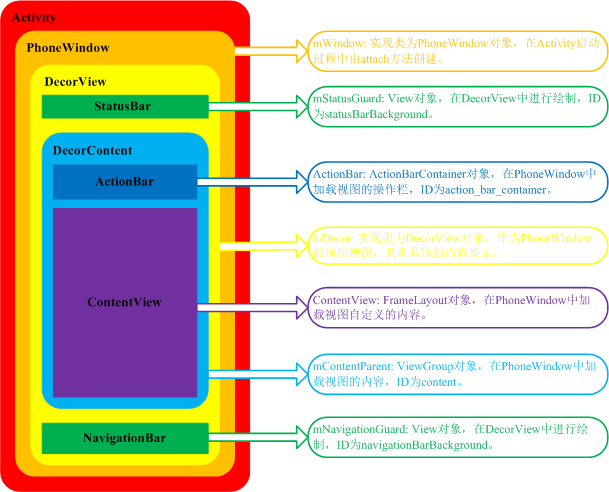 Activity
PhoneWindow
DecorView
StatusBar
DecorContent
ActionBar
ContentView
NavigationBar
mWindow: 实现类为PhoneWindow对象，在Activity启动
过程中由attach方法创建。
mStatusGuard: View对象，在DecorView中进行绘制，ID
为statusBarBackground。
ActionBar: ActionBarContainer对象，在PhoneWindow中
加载视图的操作栏，ID为action_bar_container。
mDecor: 实现类为DecorView对象，作为PhoneWindow
的顶层视图，负责具体的内容显示。
ContentView: FrameLayout对象，在PhoneWindow中加
载视图自定义的内容。
mContentParent: ViewGroup对象，在PhoneWindow中加
载视图的内容，ID为content。
mNavigationGuard: View对象，在DecorView中进行绘
制，ID为navigationBarBackground。